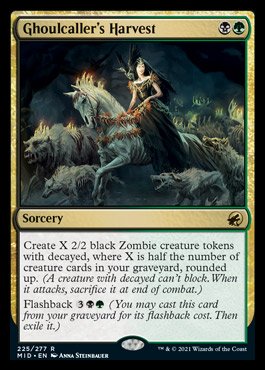 Ghoulcaller's Harvest
Sorcery
Create X 2/2 black Zombie creature tokens
with decayed, where X is half the number
of creature cards in your graveyard, rounded
up. (A creature with decayed can't block. When
it attacks, sacrifice it at end of combat.)
Flashback 3 (You may cast this card
from your graveyard for its flashback cost. Then
exile it.)
225/277 R
MID • EN Anna Steinbauer
™ & © 2021 Wizards of the Coast